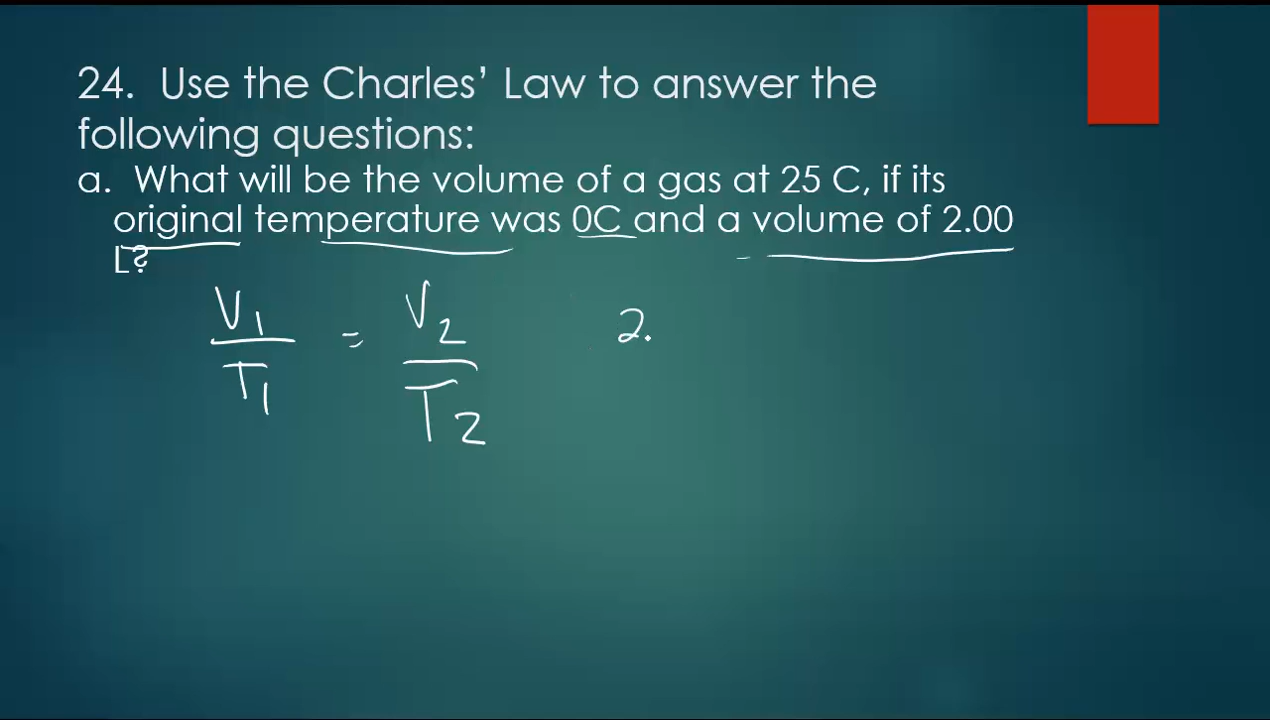 24. Use the Charles' Law to answer the
following questions:
a. What will be the volume of a gas at 25 C, if its
original temperature was 0C and a volume of 2.00
L?
V1 = V2 2.
T1 T2